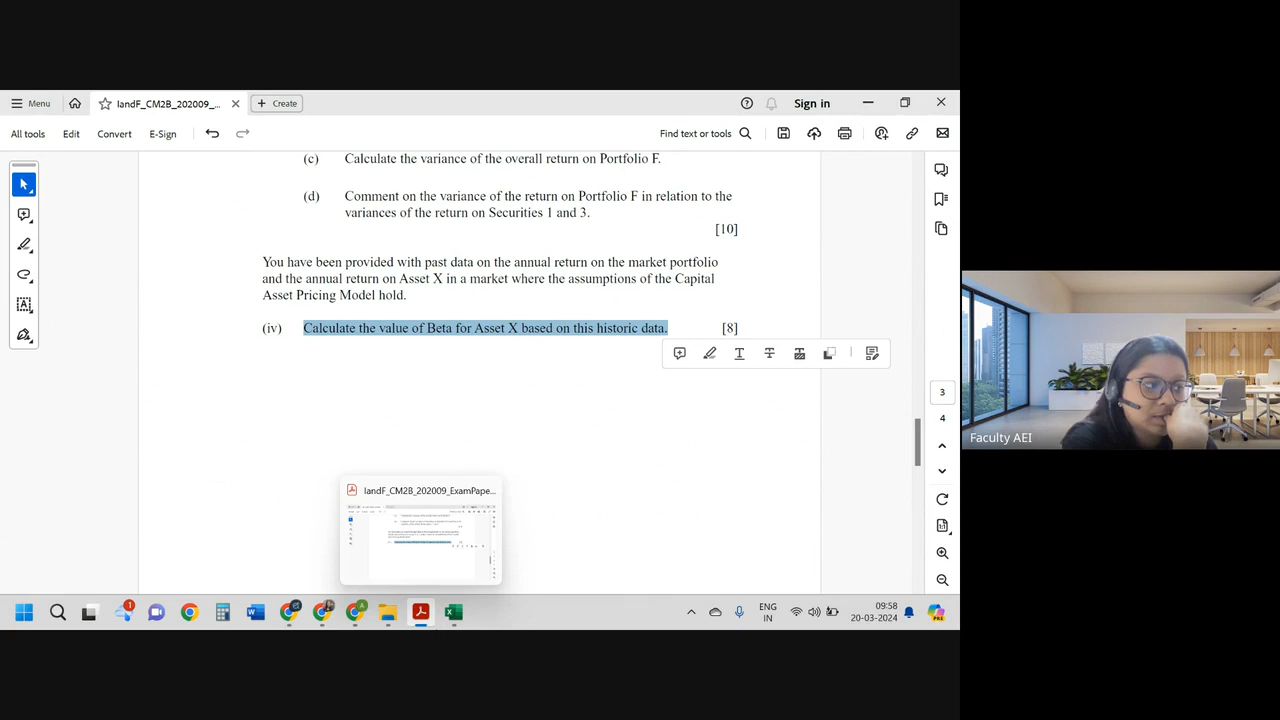 Menu
IandF_CM2B_202009_...
Create
Sign in
All tools
Edit
Convert
E-Sign
Find text or tools
(c) Calculate the variance of the overall return on Portfolio F.
(d) Comment on the variance of the return on Portfolio F in relation to the
variances of the return on Securities 1 and 3.
[10]
You have been provided with past data on the annual return on the market portfolio
and the annual return on Asset X in a market where the assumptions of the Capital
Asset Pricing Model hold.
(iv) Calculate the value of Beta for Asset X based on this historic data. [8]
3
4
Faculty AEI
IandF_CM2B_202009_ExamPape...
1
ENG
IN
09:58
20-03-2024